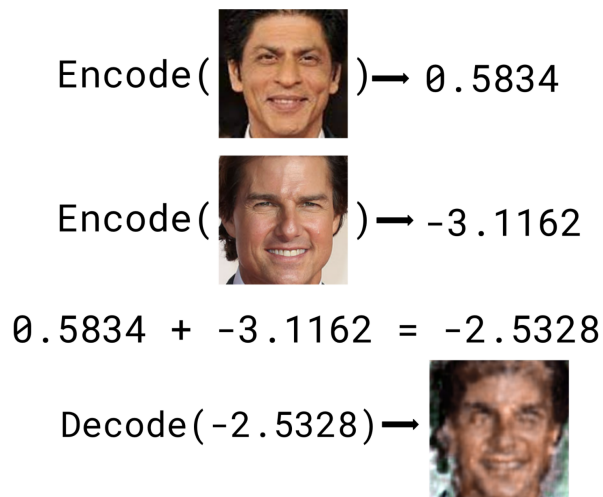 Encode( )→ 0.5834
Encode( )→ -3.1162
0.5834 + -3.1162 = -2.5328
Decode(-2.5328)→